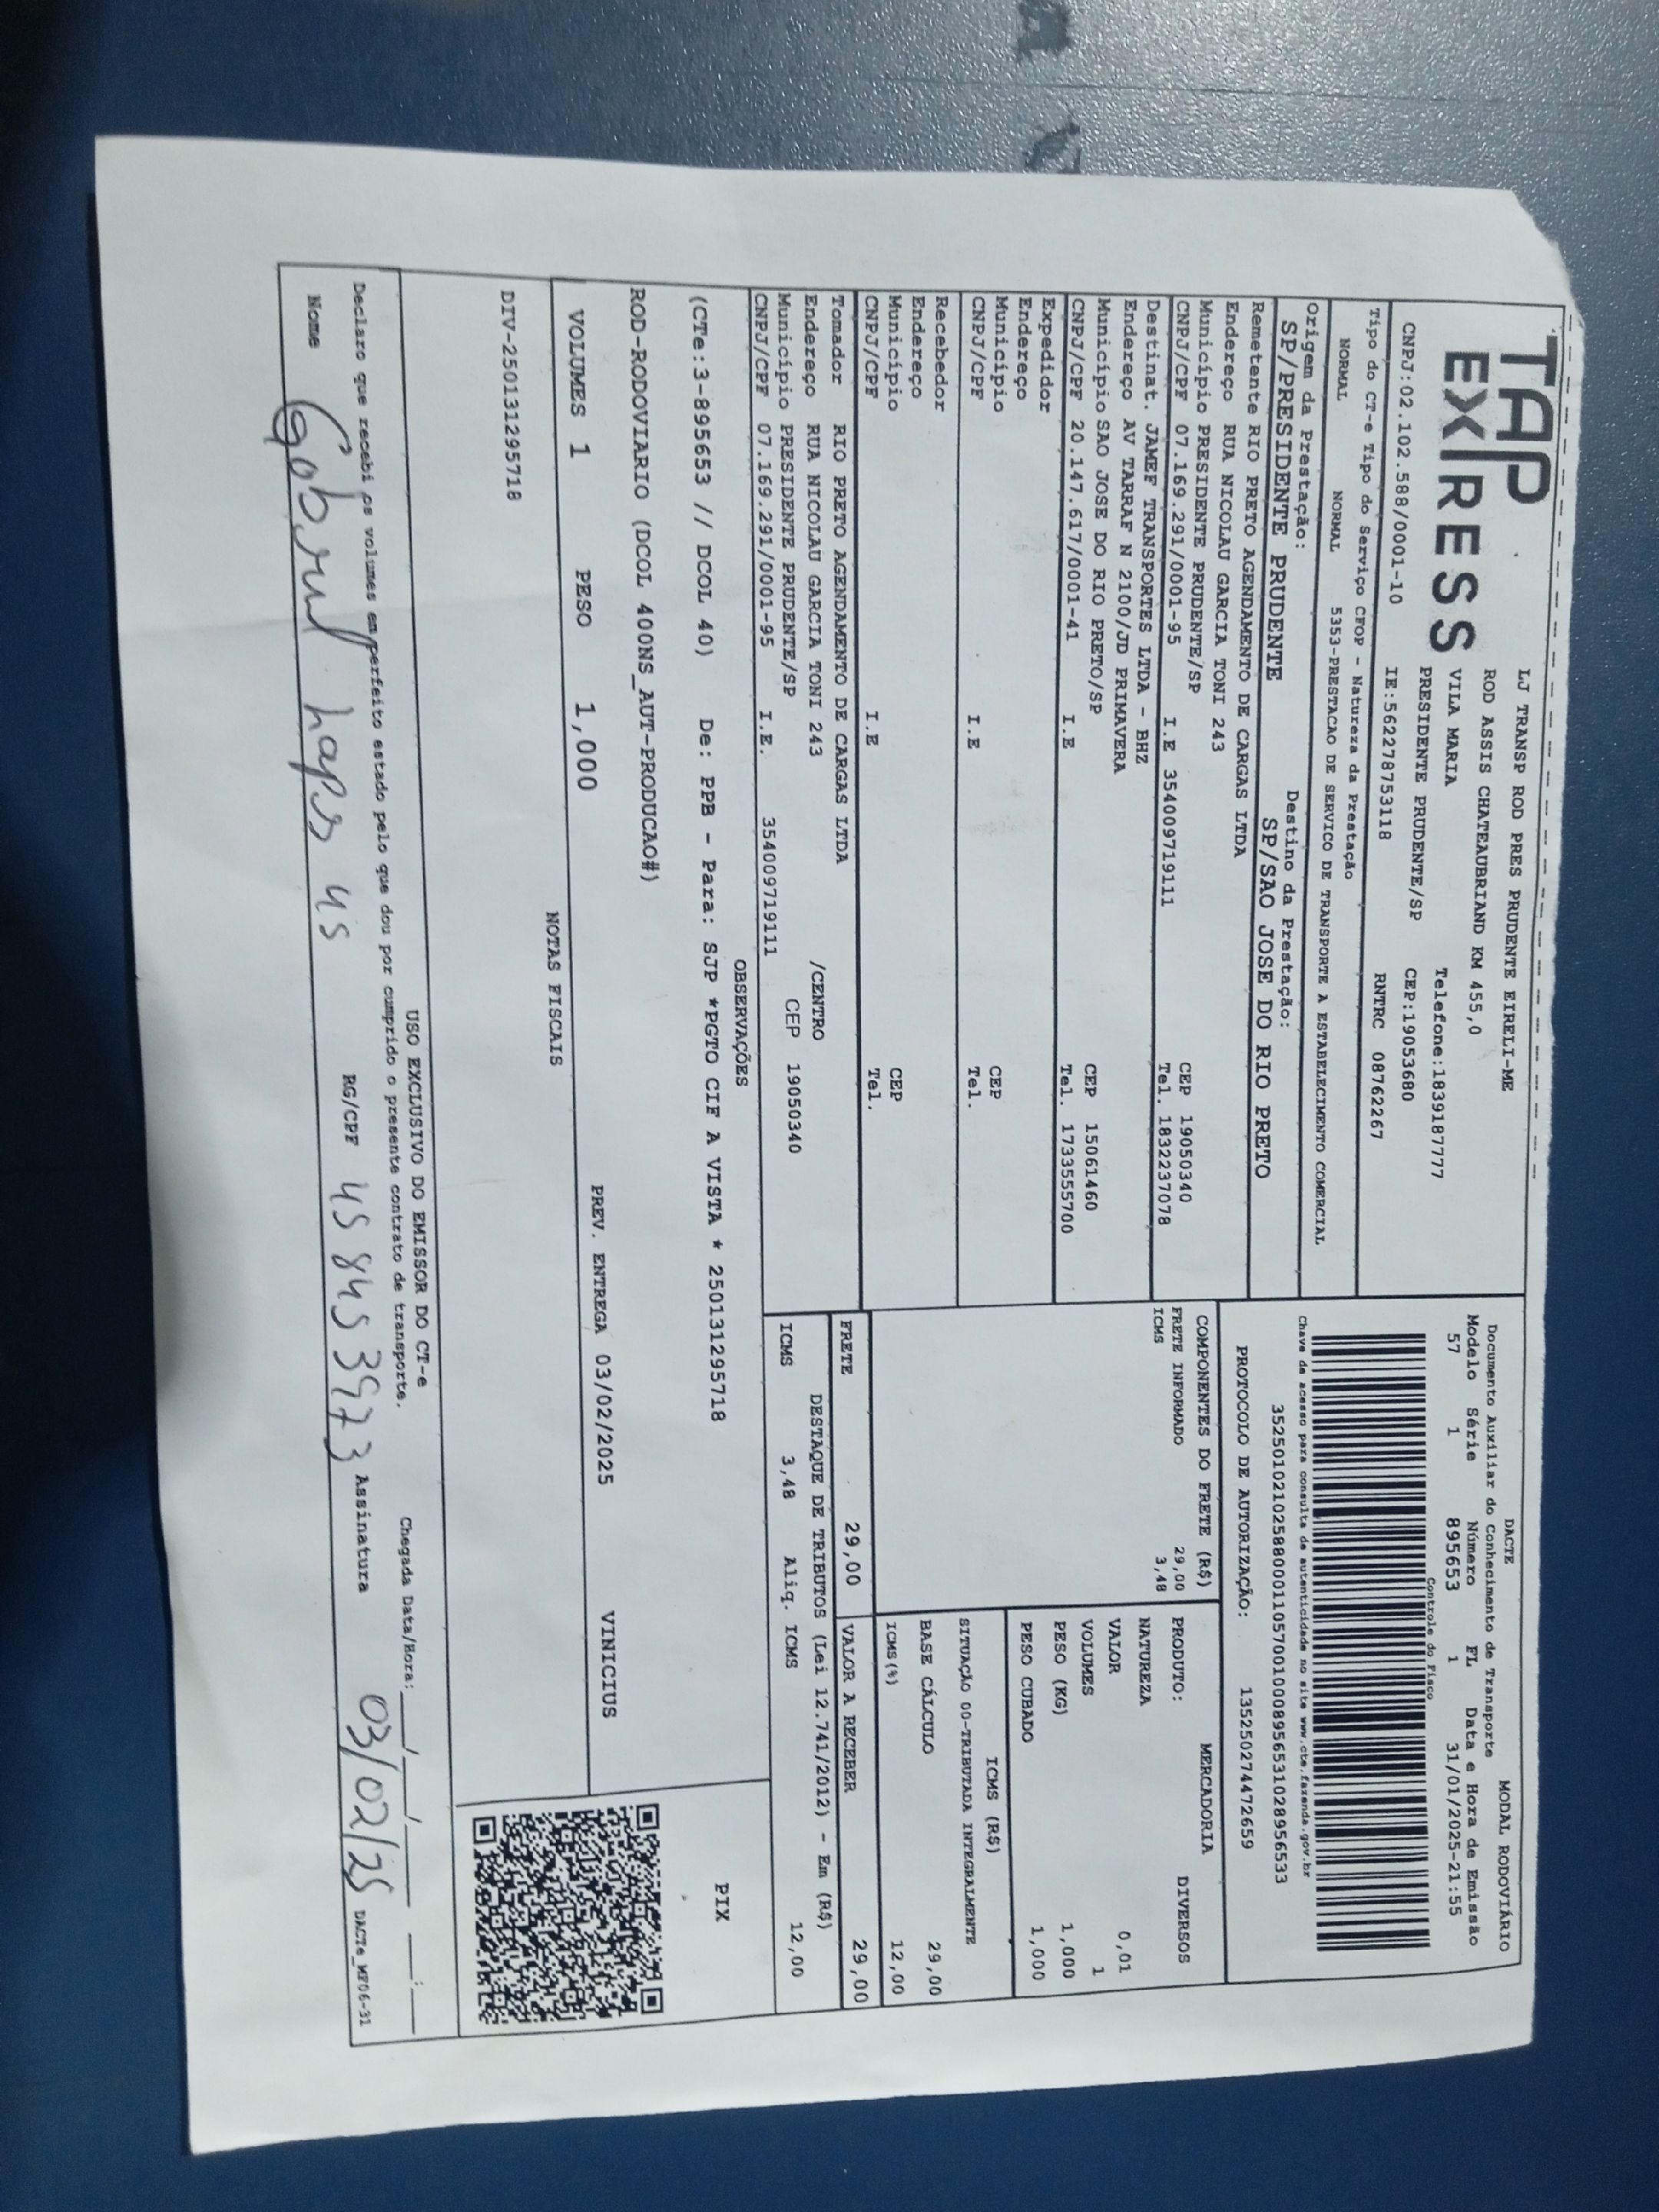 TAP
EXPRESS
LJ TRANSP ROD PRES PRUDENTE EIRELI-ME
ROD ASSIS CHATEAUBRIAND KM 455,0
VILA MARIA
Telefone:1839187777
PRESIDENTE PRUDENTE/SP
CEP:19053680
CNPJ:02.102.588/0001-10
IE:562278753118
RNTRC 0876267
DACTE
MODAL RODOVIÁRIO
Documento Auxiliar do Conhecimento de Transporte
Modelo Série Número FL Data e Hora de Emissão
57 1 895653 1 31/01/2025-21:55
Controle do Fisco
Chave de acesso para consulta de autenticidade no site www.cte.fazenda.gov.br
35250102102588000110570010008956531028956533
PROTOCOLO DE AUTORIZAÇÃO: 135250274472659
Tipo do CT-e Tipo do Serviço CFOP - Natureza da Prestação
NORMAL NORMAL 5353-PRESTACAO DE SERVICO DE TRANSPORTE A ESTABELECIMENTO COMERCIAL
Origem da Prestação: Destino da Prestação:
SP/PRESIDENTE PRUDENTE SP/SAO JOSE DO RIO PRETO
Remetente RIO PRETO AGENDAMENTO DE CARGAS LTDA
Endereço RUA NICOLAU GARCIA TONI 243
Município PRESIDENTE PRUDENTE/SP CEP 19050340
CNPJ/CPF 07.169.291/0001-95 I.E 354009719111 Tel. 1832237078
Destinat. JAMEF TRANSPORTES LTDA - BHZ
Endereço AV TARRAF N 2100/JD PRIMAVERA
Município SAO JOSE DO RIO PRETO/SP CEP 15061460
CNPJ/CPF 20.147.617/0001-41 I.E Tel. 1733555700
Expedidor
Endereço
Município CEP
CNPJ/CPF I.E Tel.
Recebedor
Endereço
Município CEP
CNPJ/CPF I.E Tel.
Tomador RIO PRETO AGENDAMENTO DE CARGAS LTDA
Endereço RUA NICOLAU GARCIA TONI 243 /CENTRO
Município PRESIDENTE PRUDENTE/SP CEP 19050340
CNPJ/CPF 07.169.291/0001-95 I.E. 354009719111
COMPONENTES DO FRETE (R$)
FRETE INFORMADO 29,00
ICMS 3,48
MERCADORIA
PRODUTO: DIVERSOS
NATUREZA
VALOR 0,01
VOLUMES 1
PESO (KG) 1,000
PESO CUBADO 1,000
ICMS (R$)
SITUAÇÃO 00-TRIBUTADA INTEGRALMENTE
BASE CÁLCULO 29,00
ICMS(%) 12,00
FRETE 29,00
VALOR A RECEBER 29,00
DESTAQUE DE TRIBUTOS (Lei 12.741/2012) - Em (R$)
ICMS 3,48 Aliq. ICMS 12,00
OBSERVAÇÕES
(CTe:3-895653 // DCOL 40) De: PPB - Para: SJP *PGTO CIF A VISTA * 250131295718
ROD-RODOVIARIO (DCOL 400NS_AUT-PRODUCAO#)
PIX
VOLUMES 1 PESO 1,000 PREV. ENTREGA 03/02/2025 VINICIUS
NOTAS FISCAIS
DIV-250131295718
USO EXCLUSIVO DO EMISSOR DO CT-e
Chegada Data/Hora:___/___/_____ ___:___
Declaro que recebi os volumes em perfeito estado pelo que dou por cumprido o presente contrato de transporte.
Nome RG/CPF 45 845 397 3 Assinatura 03/02/25 DACTe_WF06-31